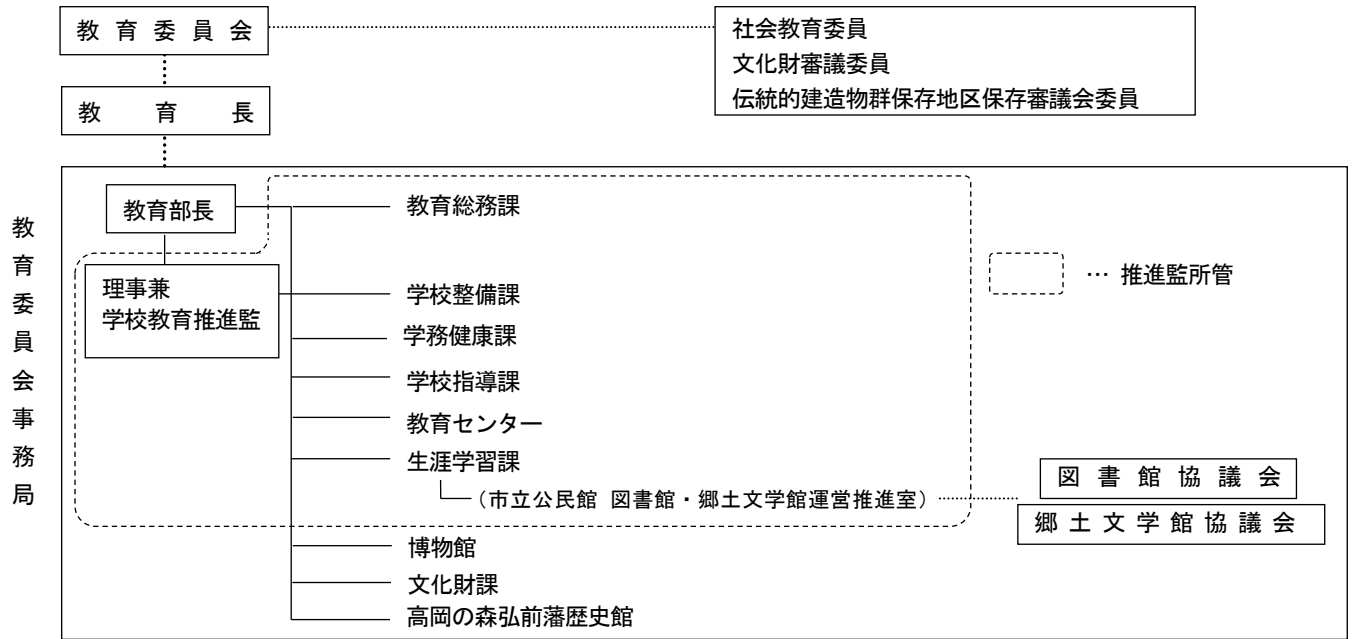 教育委員会
社会教育委員
文化財審議委員
伝統的建造物群保存地区保存審議会委員
教育長
教育委員会事務局
教育部長
理事兼
学校教育推進監
教育総務課
学校整備課
学務健康課
学校指導課
教育センター
生涯学習課
（市立公民館 図書館・郷土文学館運営推進室）
博物館
文化財課
高岡の森弘前藩歴史館
… 推進監所管
図書館協議会
郷土文学館協議会